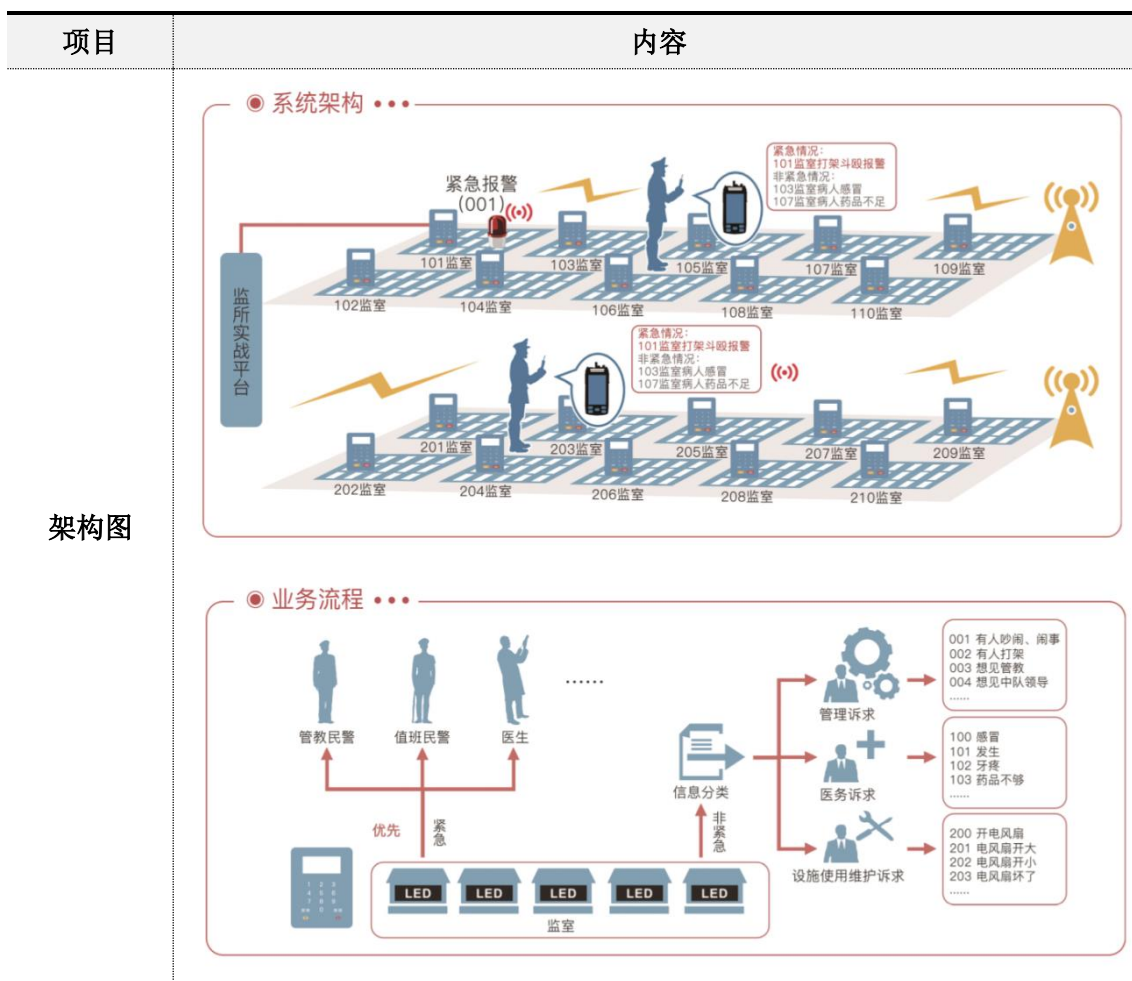 项目
内容
架构图
系统架构
紧急报警
(001)
紧急情况：
101监室打架斗殴报警
非紧急情况：
103监室病人感冒
107监室病人药品不足
监所实战平台
101监室
103监室
105监室
107监室
109监室
102监室
104监室
106监室
108监室
110监室
紧急情况：
101监室打架斗殴报警
非紧急情况：
103监室病人感冒
107监室病人药品不足
201监室
203监室
205监室
207监室
209监室
202监室
204监室
206监室
208监室
210监室
业务流程
管教民警
值班民警
医生
......
优先
紧急
信息分类
非紧急
管理诉求
001 有人吵闹、闹事
002 有人打架
003 想见管教
004 想见中队领导
......
医务诉求
100 感冒
101 发生
102 牙疼
103 药品不够
......
设施使用维护诉求
200 开电风扇
201 电风扇开大
202 电风扇开小
203 电风扇坏了
......
LED
LED
LED
LED
LED
监室